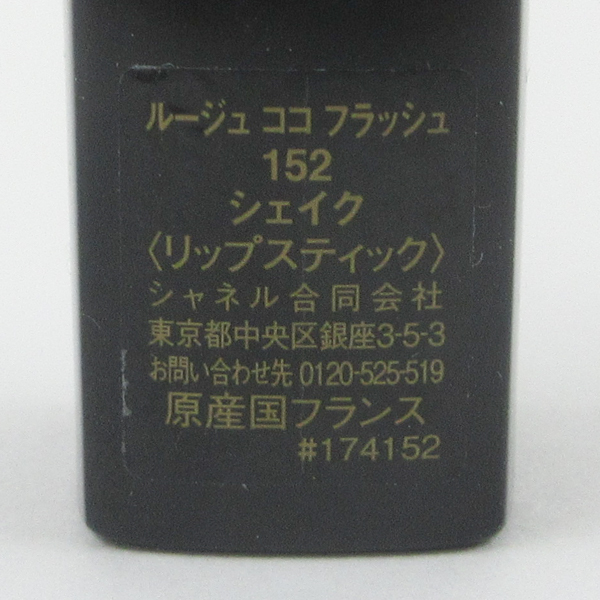 ルージュ ココ フラッシュ
152
シェイク
〈リップスティック〉
シャネル合同会社
東京都中央区銀座3-5-3
お問い合わせ先 0120-525-519
原産国フランス
#174152